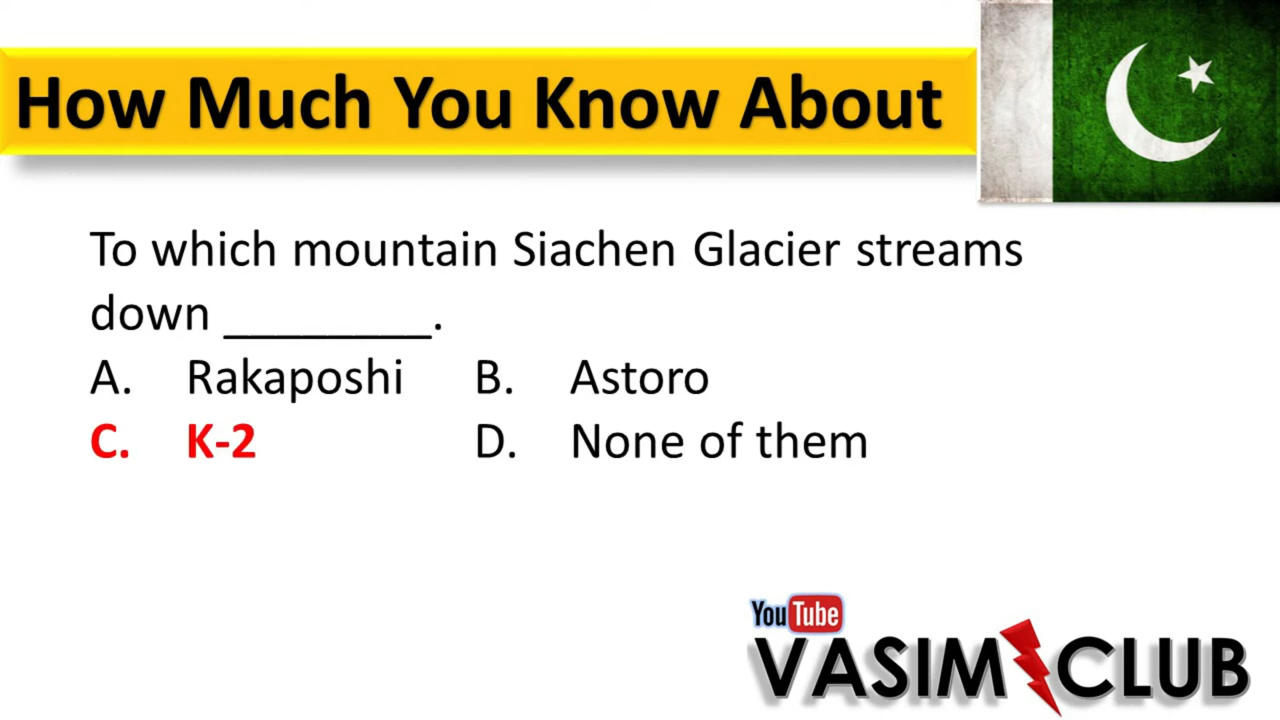 How Much You Know About
To which mountain Siachen Glacier streams
down ________.
A. Rakaposhi B. Astoro
C. K-2 D. None of them
YouTube
VASIM CLUB